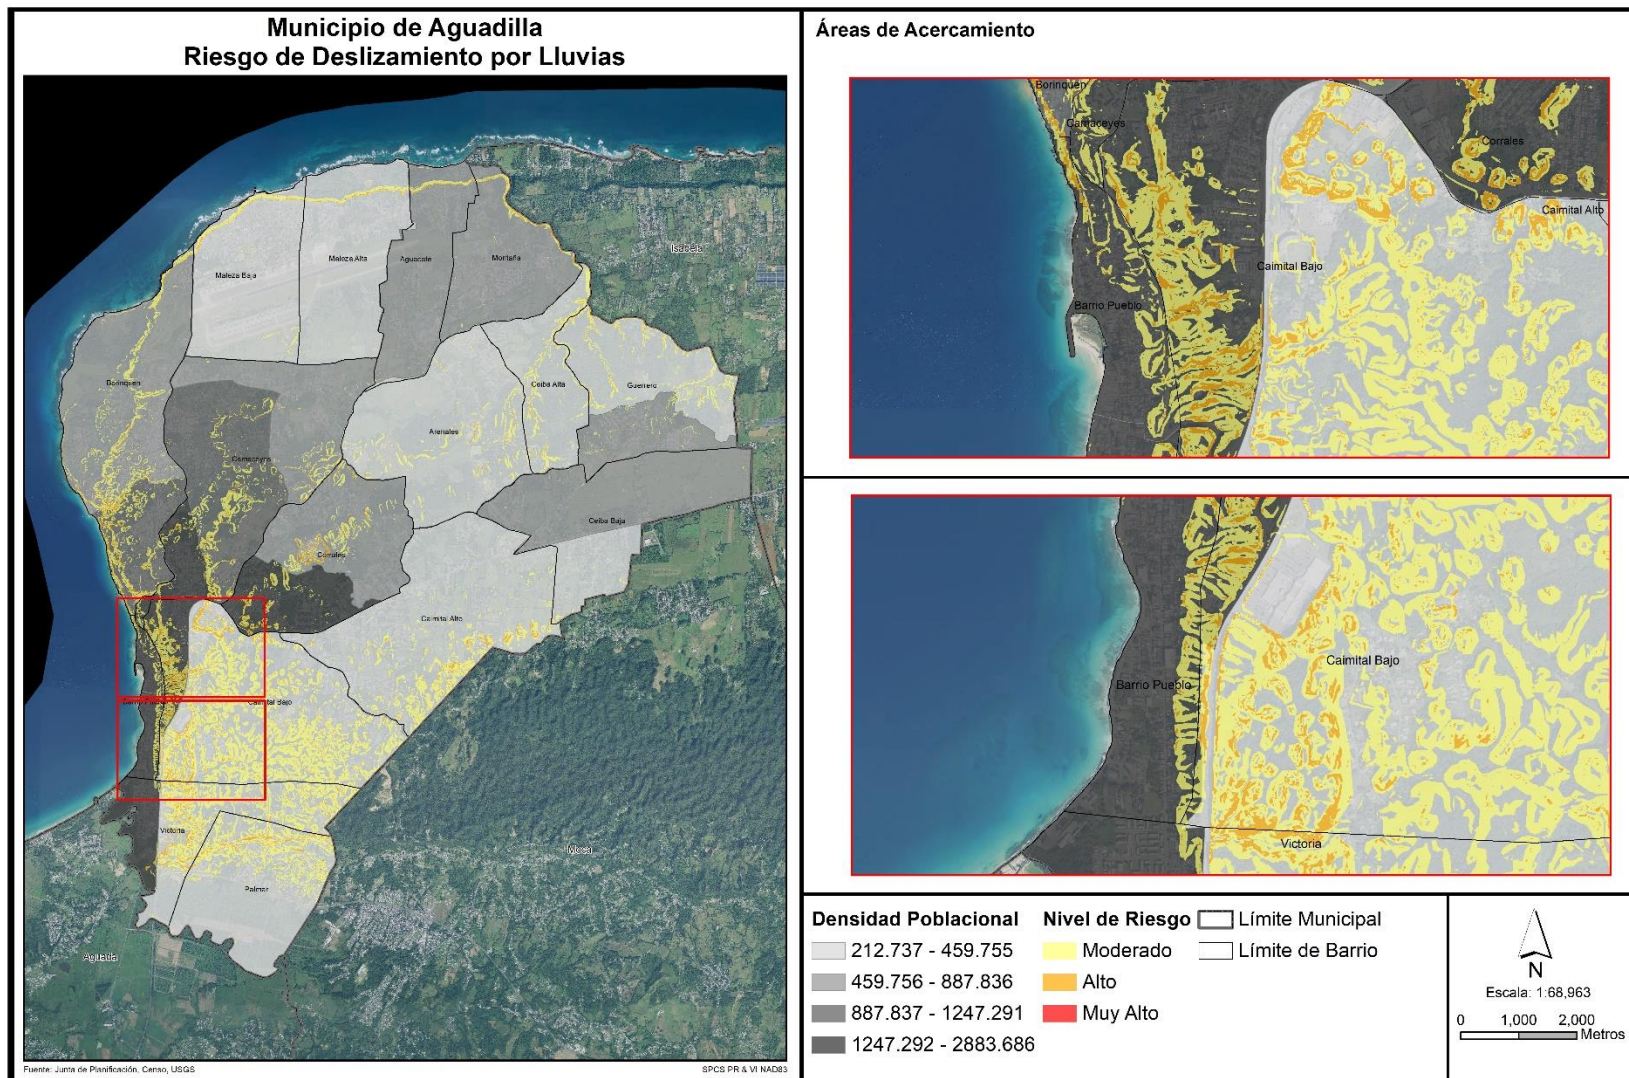 Municipio de Aguadilla
Riesgo de Deslizamiento por Lluvias
Isabela
Maleza Baja
Maleza Alta
Aguacate
Montaña
Borinquen
Ceiba Alta
Guerrero
Camaceyes
Arenales
Ceiba Baja
Corrales
Caimital Alto
Barrio Pueblo
Caimital Bajo
Victoria
Moca
Palmar
Aguada
Fuente: Junta de Planificación, Censo, USGS
SPCS PR & VI NAD83
Áreas de Acercamiento
Borinquen
Camaceyes
Corrales
Caimital Alto
Caimital Bajo
Barrio Pueblo
Caimital Bajo
Barrio Pueblo
Victoria
Densidad Poblacional
212.737 - 459.755
459.756 - 887.836
887.837 - 1247.291
1247.292 - 2883.686
Nivel de Riesgo
Moderado
Alto
Muy Alto
Límite Municipal
Límite de Barrio
N
Escala: 1:68,963
0 1,000 2,000
Metros